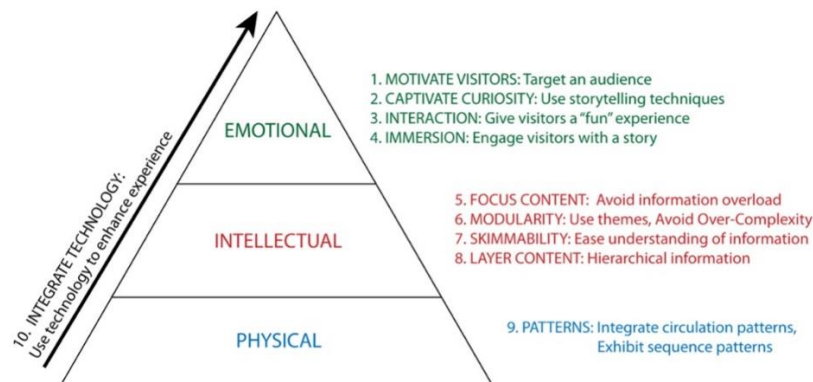 1. MOTIVATE VISITORS: Target an audience
2. CAPTIVATE CURIOSITY: Use storytelling techniques
3. INTERACTION: Give visitors a “fun” experience
4. IMMERSION: Engage visitors with a story
EMOTIONAL
5. FOCUS CONTENT: Avoid information overload
6. MODULARITY: Use themes, Avoid Over-Complexity
7. SKIMMABILITY: Ease understanding of information
8. LAYER CONTENT: Hierarchical information
INTELLECTUAL
9. PATTERNS: Integrate circulation patterns,
Exhibit sequence patterns
PHYSICAL
10. INTEGRATE TECHNOLOGY:
Use technology to enhance experience